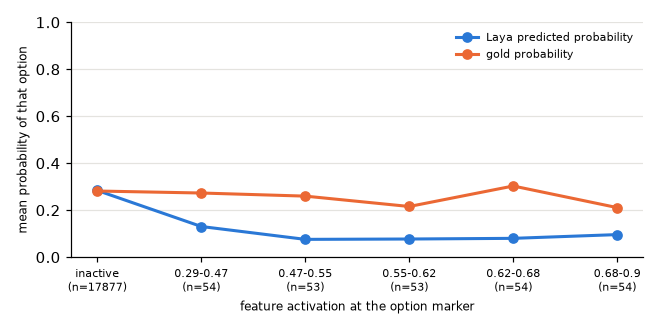 1.0
0.8
0.6
0.4
0.2
0.0
mean probability of that option
Laya predicted probability
gold probability
inactive
(n=17877)
0.29-0.47
(n=54)
0.47-0.55
(n=53)
0.55-0.62
(n=53)
0.62-0.68
(n=54)
0.68-0.9
(n=54)
feature activation at the option marker